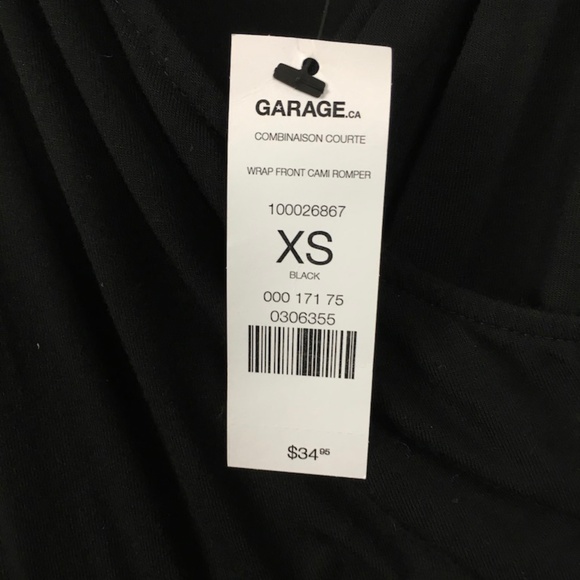 GARAGE.CA
COMBINAISON COURTE
WRAP FRONT CAMI ROMPER
100026867
XS
BLACK
000 171 75
0306355
$34 95